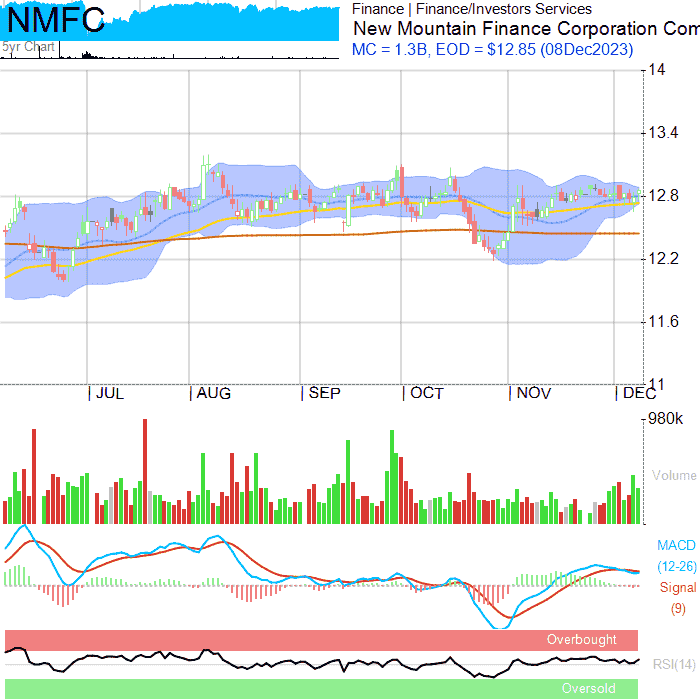 NMFC
5yr Chart
Finance | Finance/Investors Services
New Mountain Finance Corporation Com
MC = 1.3B, EOD = $12.85 (08Dec2023)
14
13.4
12.8
12.2
11.6
11
JUL AUG SEP OCT NOV DEC
980k
Volume
MACD
(12-26)
Signal
(9)
Overbought
RSI(14)
Oversold